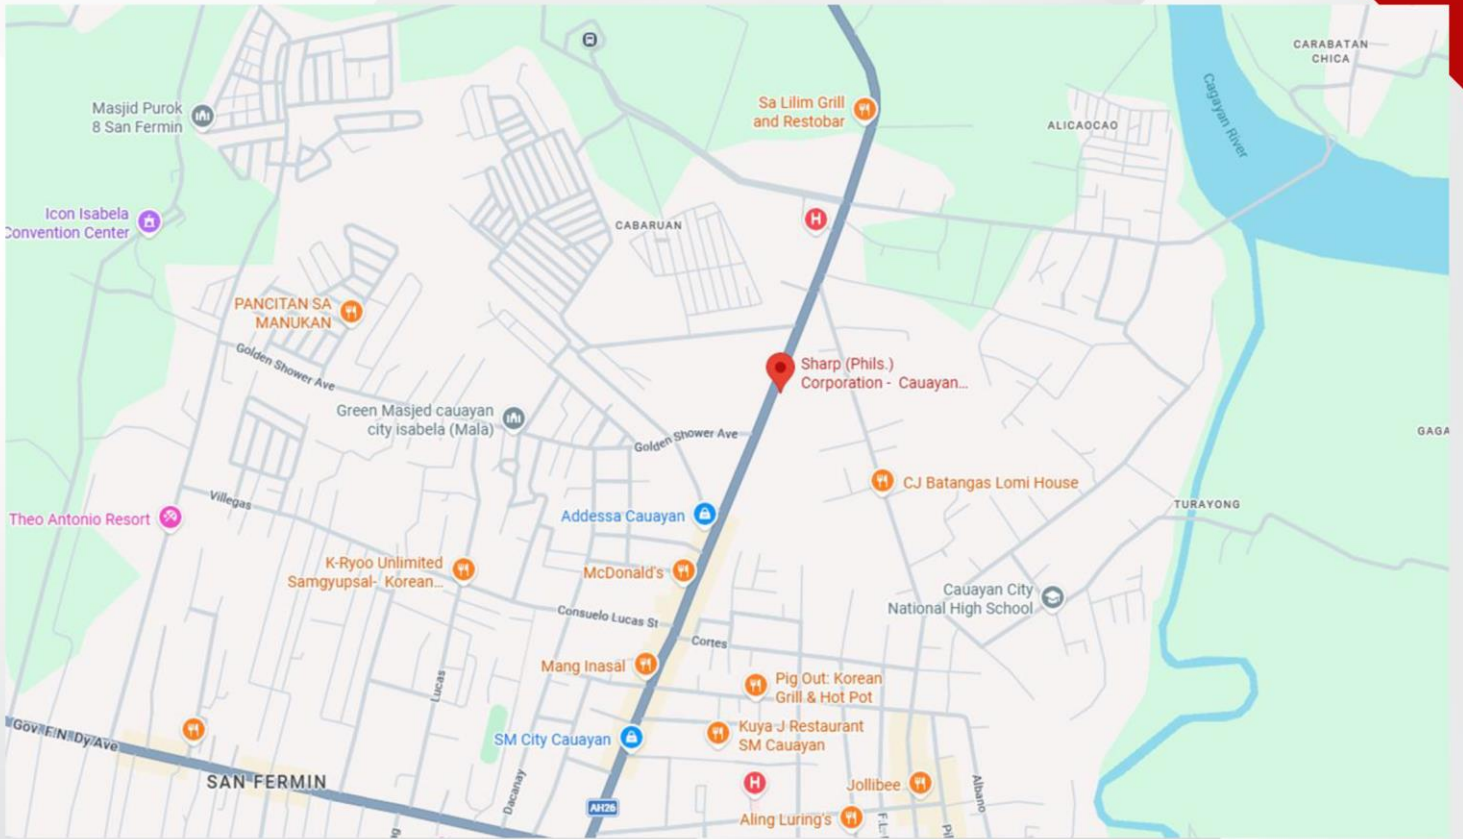 CARABATAN
CHICA
Masjid Purok
8 San Fermin
Sa Lilim Grill
and Restobar
ALICAOCAO
Cagayan River
Icon Isabela
Convention Center
CABARUAN
H
PANCITAN SA
MANUKAN
Golden Shower Ave
Sharp (Phils.)
Corporation - Cauayan...
Green Masjed cauayan
city isabela (Mala)
Golden Shower Ave
GAGA
CJ Batangas Lomi House
Villegas
TURAYONG
Theo Antonio Resort
Addessa Cauayan
K-Ryoo Unlimited
Samgyupsal- Korean...
McDonald's
Cauayan City
National High School
Consuelo Lucas St
Cortes
Mang Inasal
Lucas
Pig Out: Korean
Grill & Hot Pot
Gov. F.N. Dy Ave
SM City Cauayan
Kuya J Restaurant
SM Cauayan
SAN FERMIN
Dacanay
H
Jollibee
Albano
AH26
Aling Luring's
F.L.
Pi
ng